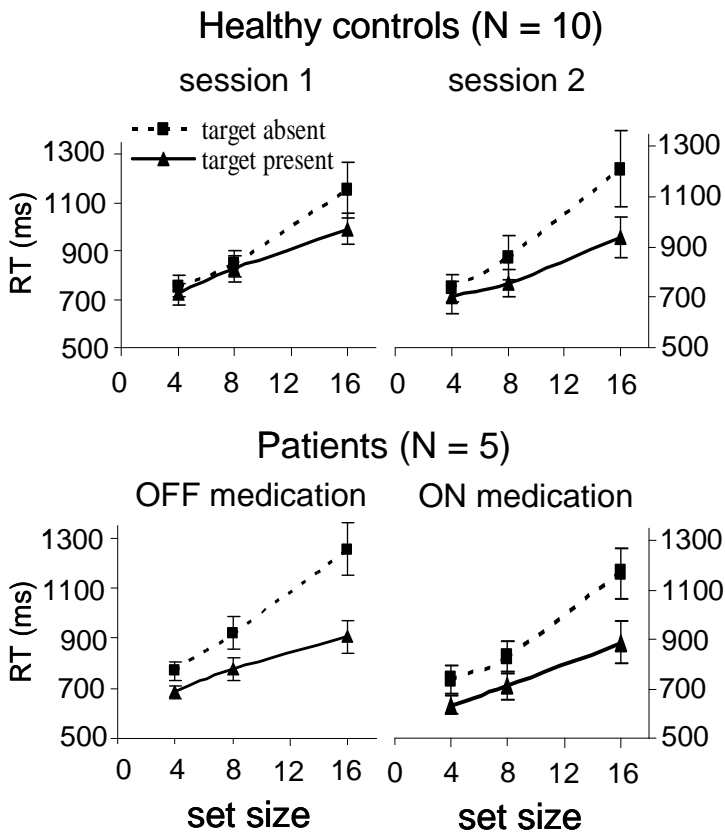 Healthy controls (N = 10)
session 1 session 2
target absent
target present
1300 1300
1100 1100
900 900
700 700
500 500
RT (ms)
0 4 8 12 16 0 4 8 12 16
Patients (N = 5)
OFF medication ON medication
1300 1300
1100 1100
900 900
700 700
500 500
RT (ms)
0 4 8 12 16 0 4 8 12 16
set size set size